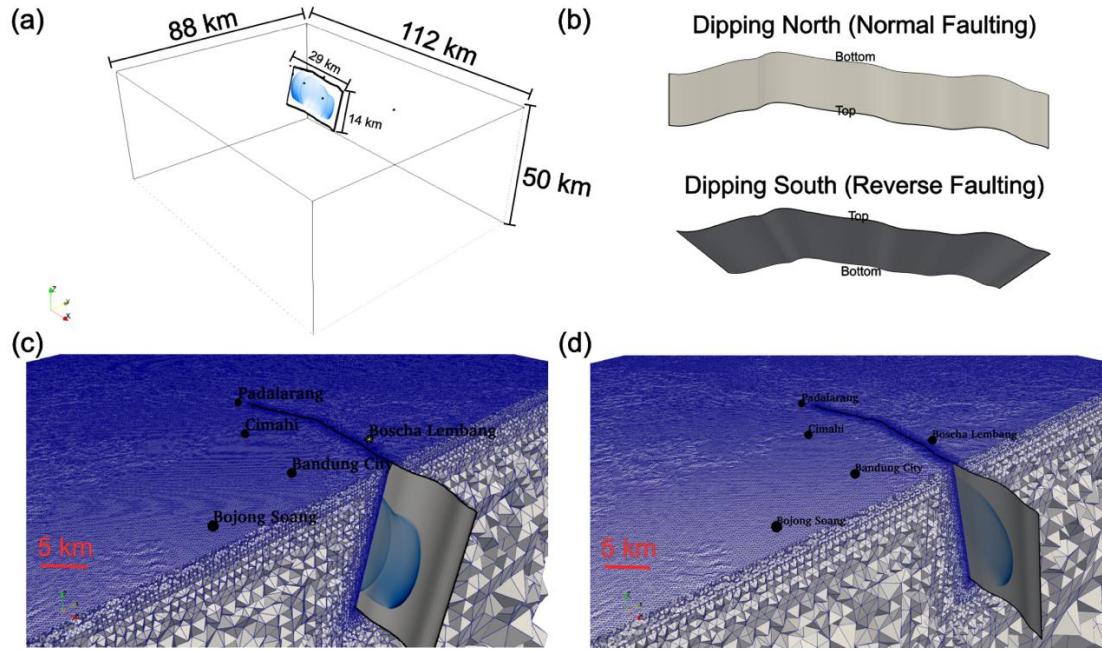 (a)
88 km
112 km
29 km
14 km
50 km
z
y
x
(b)
Dipping North (Normal Faulting)
Bottom
Top
Dipping South (Reverse Faulting)
Top
Bottom
(c)
Padalarang
Cimahi
Boscha Lembang
Bandung City
Bojong Soang
5 km
(d)
Padalarang
Cimahi
Boscha Lembang
Bandung City
Bojong Soang
5 km